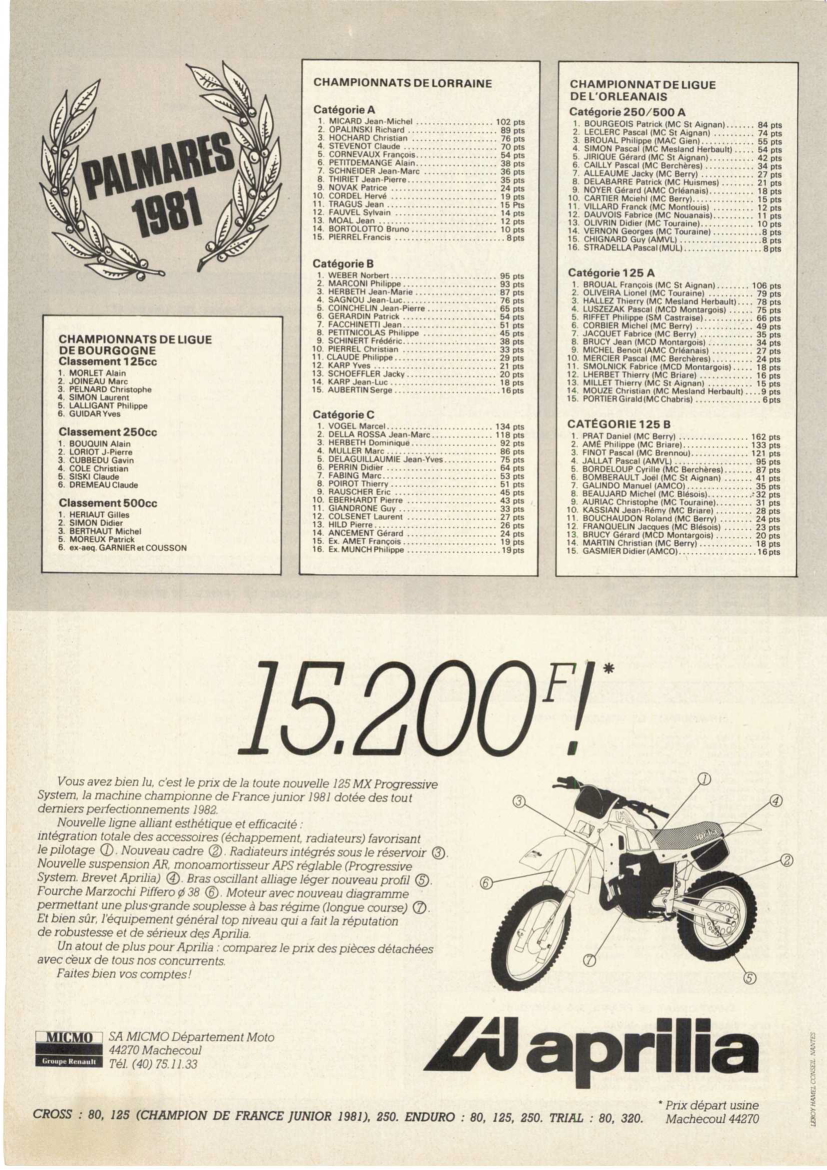 PALMARES
1981
CHAMPIONNATS DE LIGUE
DE BOURGOGNE
Classement 125cc
1. MORLET Alain
2. JOINEAU Marc
3. PELNARD Christophe
4. SIMON Laurent
5. LALLIGANT Philippe
6. GUIDAR Yves
Classement 250cc
1. BOUQUIN Alain
2. LORIOT J-Pierre
3. CUBBEDU Gavin
4. COLE Christian
5. SISKI Claude
6. DREMEAU Claude
Classement 500cc
1. HERIAUT Gilles
2. SIMON Didier
3. BERTHAUT Michel
5. MOREUX Patrick
6. ex-aeq. GARNIER et COUSSON
CHAMPIONNATS DE LORRAINE
Catégorie A
1. MICARD Jean-Michel ................. 102 pts
2. OPALINSKI Richard .................... 89 pts
3. HOCHARD Christian ................... 76 pts
4. STEVENOT Claude ..................... 70 pts
5. CORNEVAUX François.................. 54 pts
6. PETITDEMANGE Alain................. 38 pts
7. SCHNEIDER Jean-Marc ................ 36 pts
8. THIRIET Jean-Pierre.................... 35 pts
9. NOVAK Patrice ........................ 24 pts
10. CORDEL Hervé ........................ 19 pts
11. TRAGUS Jean ......................... 15 Pts
12. FAUVEL Sylvain ....................... 14 pts
13. MOAL Jean ........................... 12 pts
14. BORTOLOTTO Bruno .................. 10 pts
15. PIERREL Francis ....................... 8 pts
Catégorie B
1. WEBER Norbert........................ 95 pts
2. MARCONI Philippe .................... 93 pts
3. HERBETH Jean-Marie ................. 87 pts
4. SAGNOU Jean-Luc..................... 76 pts
5. COINCHELIN Jean-Pierre .............. 65 pts
6. GERARDIN Patrick .................... 54 pts
7. FACCHINETTI Jean.................... 51 pts
8. PETITNICOLAS Philippe .............. 45 pts
9. SCHINERT Frédéric.................... 38 pts
10. PIERREL Christian .................... 33 pts
11. CLAUDE Philippe ..................... 29 pts
12. KARP Yves ........................... 21 pts
13. SCHOEFFLER Jacky ................... 20 pts
14. KARP Jean-Luc ....................... 18 pts
15. AUBERTIN Serge ...................... 16 pts
Catégorie C
1. VOGEL Marcel ........................ 134 pts
2. DELLA ROSSA Jean-Marc ............. 118 pts
3. HERBETH Dominique .................. 92 pts
4. MULLER Marc ......................... 86 pts
5. DELAGUILLAUMIE Jean-Yves.......... 75 pts
6. PERRIN Didier ........................ 64 pts
7. FABING Marc ......................... 53 pts
8. POIROT Thierry ....................... 51 pts
9. RAUSCHER Eric ....................... 45 pts
10. EBERHARDT Pierre ................... 43 pts
11. GIANDRONE Guy ..................... 33 pts
12. COLSENET Laurent ................... 27 pts
13. HILD Pierre ........................... 26 pts
14. ANCEMENT Gérard ................... 24 pts
15. Ex. AMET François .................... 19 pts
16. Ex. MUNCH Philippe .................. 19 pts
CHAMPIONNAT DE LIGUE
DE L'ORLEANAIS
Catégorie 250/500 A
1. BOURGEOIS Patrick (MC St Aignan)...... 84 pts
2. LECLERC Pascal (MC St Aignan) ........ 74 pts
3. BROUAL Philippe (MAC Gien) .......... 55 pts
4. SIMON Pascal (MC Mesland Herbault) .... 54 pts
5. JIRIQUE Gérard (MC St Aignan)......... 42 pts
6. CAILLY Pascal (MC Berchères).......... 34 pts
7. ALLEAUME Jacky (MC Berry) .......... 27 pts
8. DELABARRE Patrick (MC Huismes) ...... 21 pts
9. NOYER Gérard (AMC Orléanais)......... 18 pts
10. CARTIER Mciehl (MC Berry)............ 15 pts
11. VILLARD Franck (MC Montlouis) ....... 12 pts
12. DAUVOIS Fabrice (MC Nouanais) ....... 11 pts
13. OLIVRIN Didier (MC Touraine).......... 10 pts
14. VERNON Georges (MC Touraine) ........ 8 pts
15. CHIGNARD Guy (AMVL) ............... 8 pts
16. STRADELLA Pascal (MUL) .............. 8 pts
Catégorie 125 A
1. BROUAL François (MC St Aignan)....... 106 pts
2. OLIVEIRA Lionel (MC Touraine) ........ 79 pts
3. HALLEZ Thierry (MC Mesland Herbault).. 78 pts
4. LUSZEZAK Pascal (MCD Montargois) .... 75 pts
5. RIFFET Philippe (SM Castraise) ......... 66 pts
6. CORBIER Michel (MC Berry) ............ 49 pts
7. JACQUET Fabrice (MC Berry) .......... 35 pts
8. BRUCY Jean (MCD Montargois) ......... 34 pts
9. MICHEL Benoit (AMC Orléanais) ........ 27 pts
10. MERCIER Pascal (MC Berchères)........ 24 pts
11. SMOLNICK Fabrice (MCD Montargois) .... 18 pts
12. LHERBET Thierry (MC Briare) .......... 16 pts
13. MILLET Thierry (MC St Aignan) ......... 15 pts
14. MOUZE Christian (MC Mesland Herbault) ...9 pts
15. PORTIER Girald (MC Chabris)............ 6 pts
CATÉGORIE 125 B
1. PRAT Daniel (MC Berry) ............... 162 pts
2. AMÉ Philippe (MC Briare) .............. 133 pts
3. FINOT Pascal (MC Brennou)............ 121 pts
4. JALLAT Pascal (AMVL) ................ 95 pts
5. BORDELOUP Cyrille (MC Berchères) ..... 87 pts
6. BOMBERAULT Joël (MC St Aignan) ..... 41 pts
7. GALINDO Manuel (AMCO).............. 35 pts
8. BEAUJARD Michel (MC Blésois)......... 32 pts
9. AURIAC Christophe (MC Touraine)...... 31 pts
10. KASSIAN Jean-Rémy (MC Briare) ....... 28 pts
11. BOUCHAUDON Roland (MC Berry) ...... 24 pts
12. FRANQUELIN Jacques (MC Blésois) ..... 23 pts
13. BRUCY Gérard (MCD Montargois) ....... 20 pts
14. MARTIN Christian (MC Berry) .......... 18 pts
15. GASMIER Didier (AMCO)............... 16 pts
15.200F!*
Vous avez bien lu, c'est le prix de la toute nouvelle 125 MX Progressive
System, la machine championne de France junior 1981 dotée des tout
derniers perfectionnements 1982.
Nouvelle ligne alliant esthétique et efficacité :
intégration totale des accessoires (échappement, radiateurs) favorisant
le pilotage ①. Nouveau cadre ②. Radiateurs intégrés sous le réservoir ③.
Nouvelle suspension AR, monoamortisseur APS réglable (Progressive
System. Brevet Aprilia) ④. Bras oscillant alliage léger nouveau profil ⑤.
Fourche Marzochi Piffero ø 38 ⑥. Moteur avec nouveau diagramme
permettant une plus grande souplesse à bas régime (longue course) ⑦.
Et bien sûr, l'équipement général top niveau qui a fait la réputation
de robustesse et de sérieux des Aprilia.
Un atout de plus pour Aprilia : comparez le prix des pièces détachées
avec ceux de tous nos concurrents.
Faites bien vos comptes!
①
③
④
②
⑥
⑦
⑤
aprilia
MICMO
Groupe Renault
SA MICMO Département Moto
44270 Machecoul
Tél. (40) 75.11.33
aprilia
* Prix départ usine
Machecoul 44270
CROSS : 80, 125 (CHAMPION DE FRANCE JUNIOR 1981), 250. ENDURO : 80, 125, 250. TRIAL : 80, 320.
LEROY HAMEL CONSEIL. NANTES